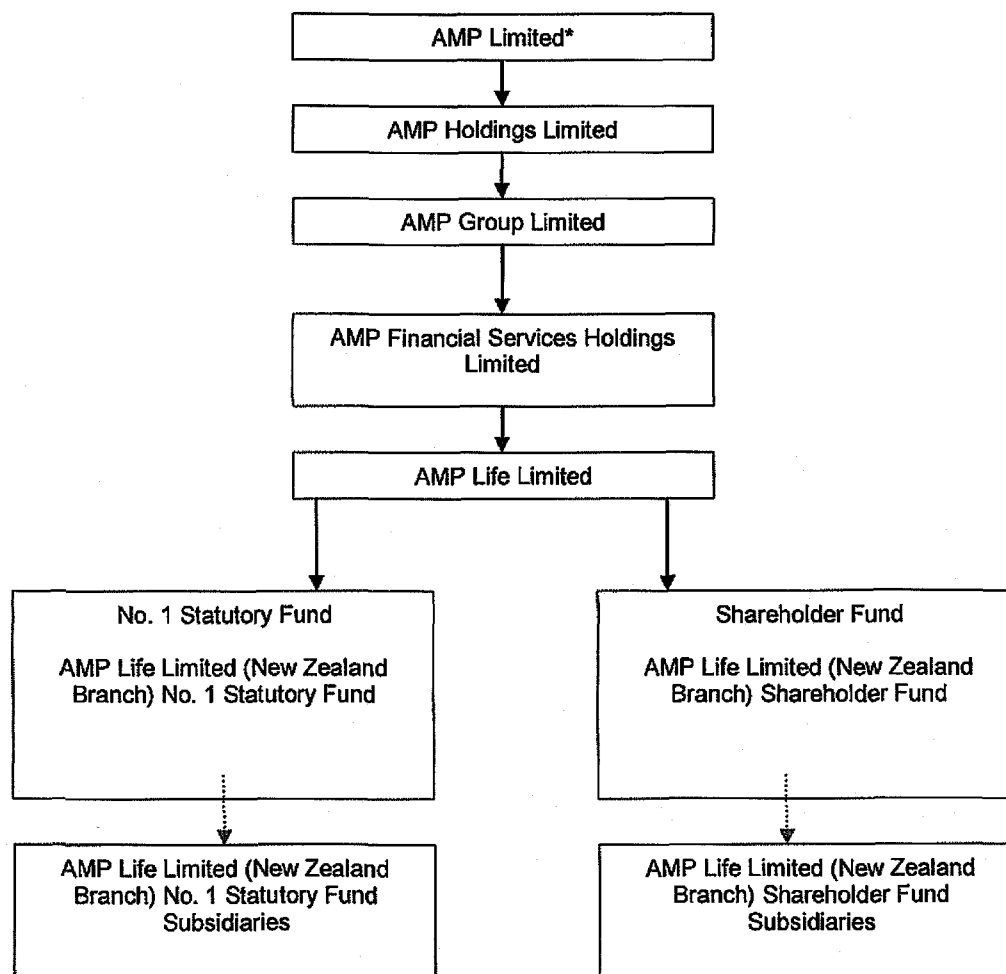 AMP Limited*
AMP Holdings Limited
AMP Group Limited
AMP Financial Services Holdings
Limited
AMP Life Limited
No. 1 Statutory Fund
AMP Life Limited (New Zealand
Branch) No. 1 Statutory Fund
Shareholder Fund
AMP Life Limited (New Zealand
Branch) Shareholder Fund
AMP Life Limited (New Zealand
Branch) No. 1 Statutory Fund
Subsidiaries
AMP Life Limited (New Zealand
Branch) Shareholder Fund
Subsidiaries